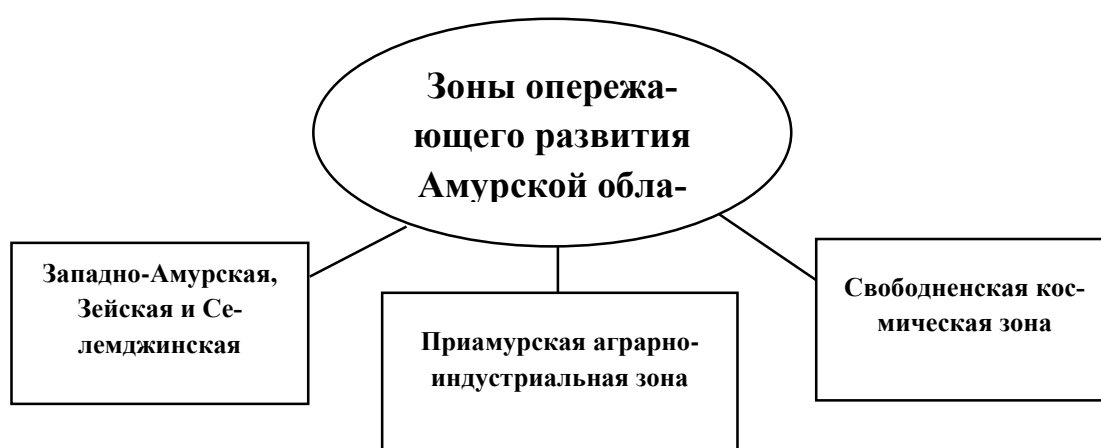 Зоны опережа-
ющего развития
Амурской обла-
Западно-Амурская,
Зейская и Се-
лемджинская
Приамурская аграрно-
индустриальная зона
Свободненская кос-
мическая зона